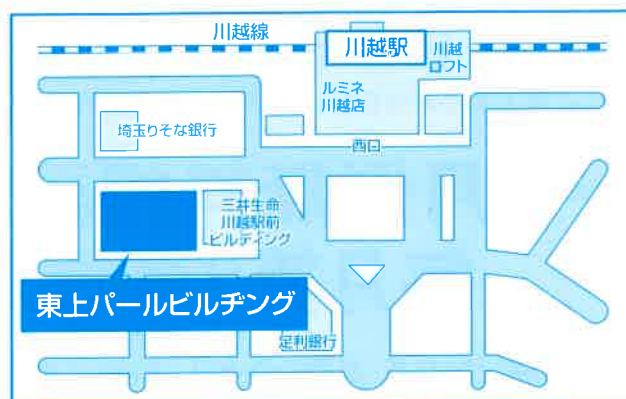 川越線
川越駅
川越
ロフト
ルミネ
川越店
埼玉りそな銀行
西口
三井生命
川越駅前
ビルディング
東上パールビルヂング
足利銀行